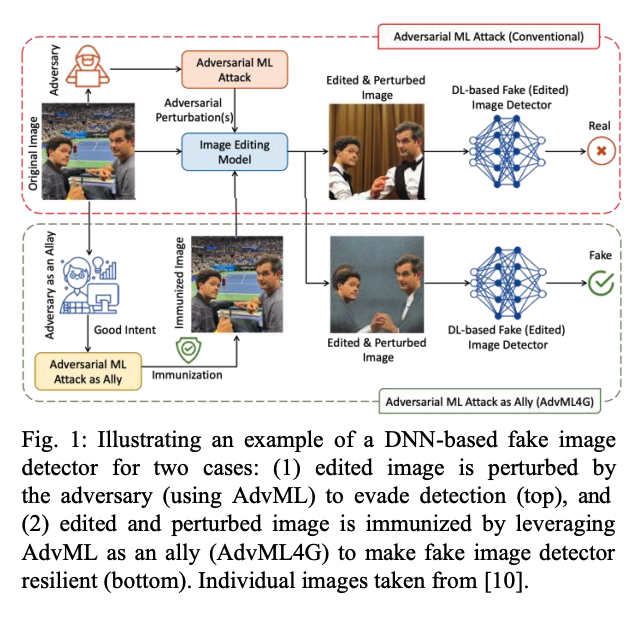 Adversarial ML Attack (Conventional)
Adversary
Adversarial ML
Attack
Adversarial
Perturbation(s)
Original Image
Image Editing
Model
Edited & Perturbed
Image
DL-based Fake (Edited)
Image Detector
Real
Adversary as an Allay
Good Intent
Adversarial ML
Attack as Ally
Immunization
Immunized Image
Edited & Perturbed
Image
DL-based Fake (Edited)
Image Detector
Fake
Adversarial ML Attack as Ally (AdvML4G)
Fig. 1: Illustrating an example of a DNN-based fake image
detector for two cases: (1) edited image is perturbed by
the adversary (using AdvML) to evade detection (top), and
(2) edited and perturbed image is immunized by leveraging
AdvML as an ally (AdvML4G) to make fake image detector
resilient (bottom). Individual images taken from [10].